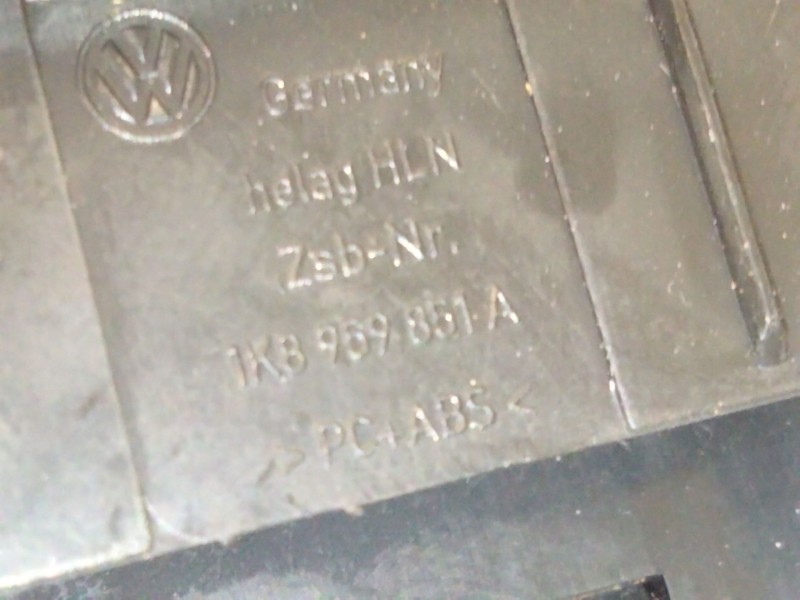 Germany
helag HLN
Zsb-Nr.
1K8 959 851 A
>PC+ABS<